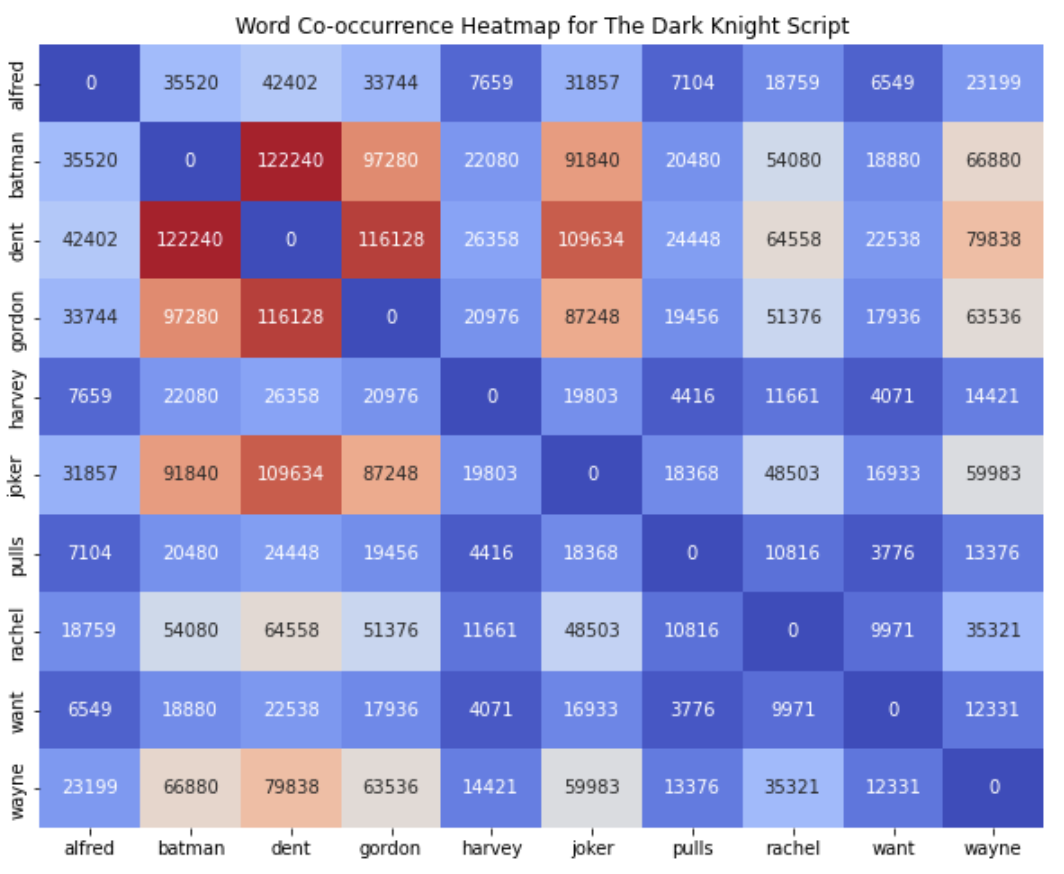 Word Co-occurrence Heatmap for The Dark Knight Script
alfred 0 35520 42402 33744 7659 31857 7104 18759 6549 23199
batman 35520 0 122240 97280 22080 91840 20480 54080 18880 66880
dent 42402 122240 0 116128 26358 109634 24448 64558 22538 79838
gordon 33744 97280 116128 0 20976 87248 19456 51376 17936 63536
harvey 7659 22080 26358 20976 0 19803 4416 11661 4071 14421
joker 31857 91840 109634 87248 19803 0 18368 48503 16933 59983
pulls 7104 20480 24448 19456 4416 18368 0 10816 3776 13376
rachel 18759 54080 64558 51376 11661 48503 10816 0 9971 35321
want 6549 18880 22538 17936 4071 16933 3776 9971 0 12331
wayne 23199 66880 79838 63536 14421 59983 13376 35321 12331 0
alfred batman dent gordon harvey joker pulls rachel want wayne